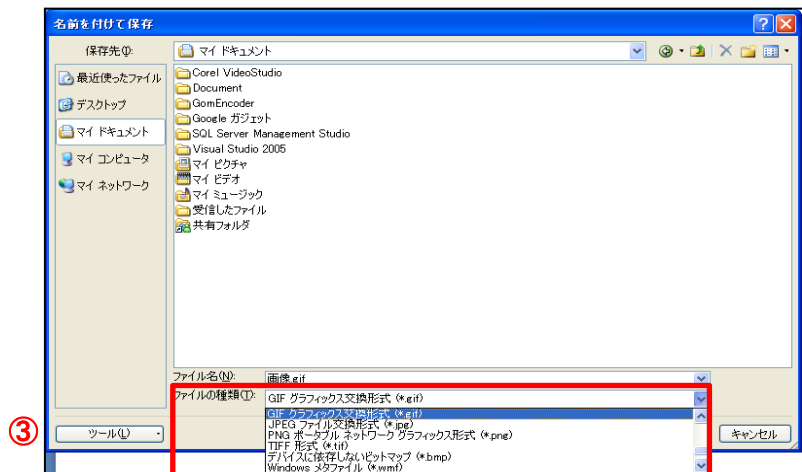 名前を付けて保存
保存先(I):
マイ ドキュメント
最近使ったファイル
デスクトップ
マイ ドキュメント
マイ コンピュータ
マイ ネットワーク
Corel VideoStudio
Document
GomEncoder
Google ガジェット
SQL Server Management Studio
Visual Studio 2005
マイ ピクチャ
マイ ビデオ
マイ ミュージック
受信したファイル
共有フォルダ
ファイル名(N):
画像.gif
ファイルの種類(T):
GIF グラフィックス交換形式 (*.gif)
GIF グラフィックス交換形式 (*.gif)
JPEG ファイル交換形式 (*.jpg)
PNG ポータブル ネットワーク グラフィックス形式 (*.png)
TIFF 形式 (*.tif)
デバイスに依存しないビットマップ (*.bmp)
Windows メタファイル (*.wmf)
③
ツール(L)
キャンセル